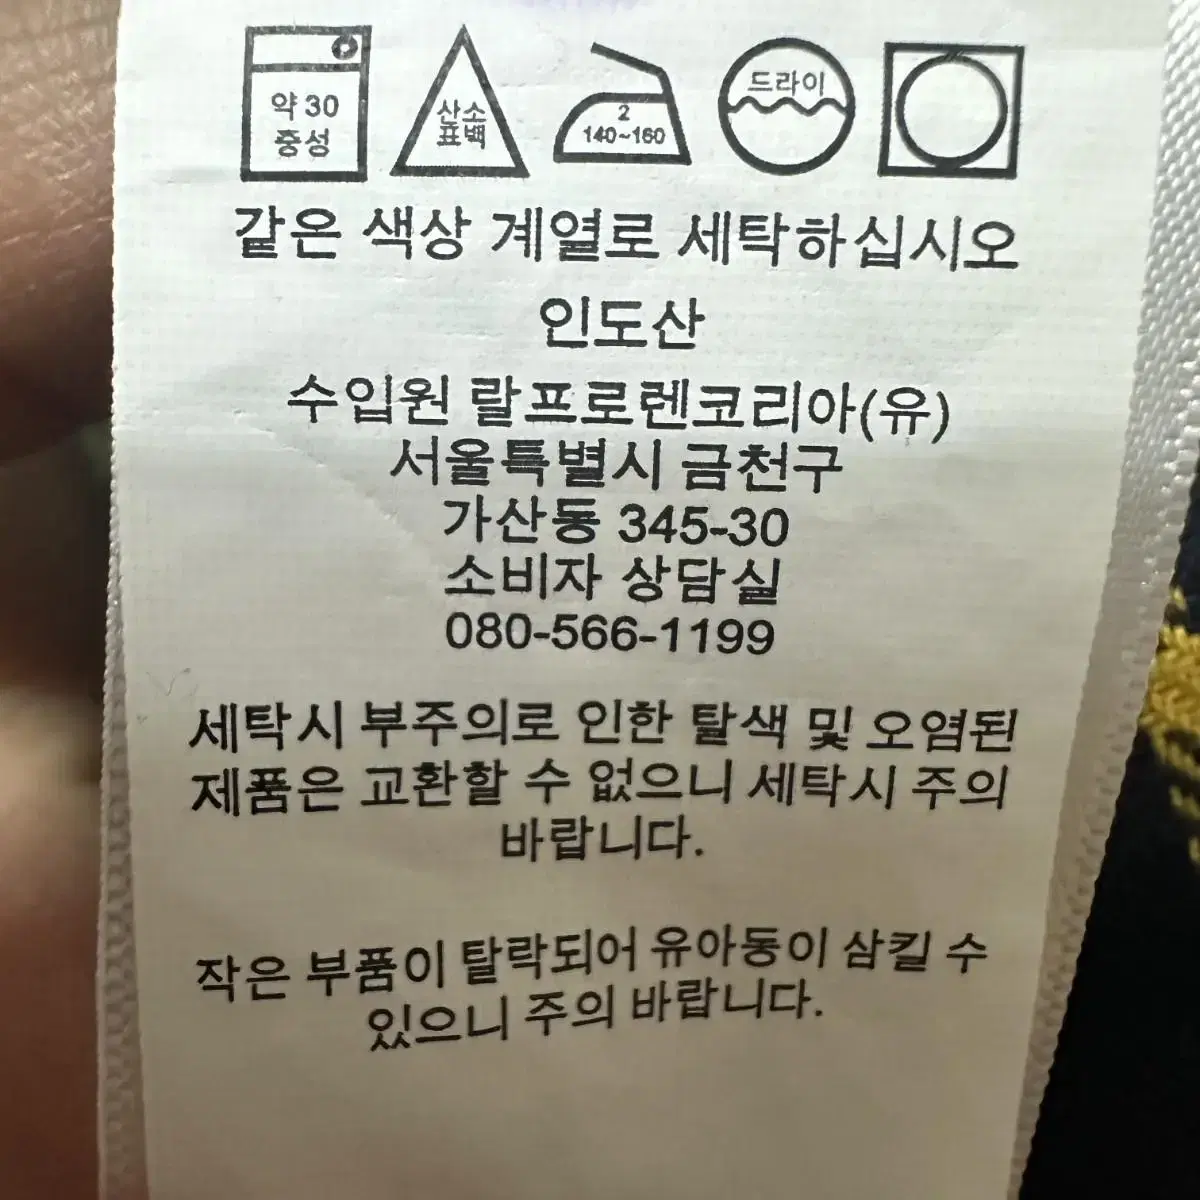 약 30
중성
산소
표백
2
140~160
드라이
같은 색상 계열로 세탁하십시오
인도산
수입원 랄프로렌코리아(유)
서울특별시 금천구
가산동 345-30
소비자 상담실
080-566-1199
세탁시 부주의로 인한 탈색 및 오염된
제품은 교환할 수 없으니 세탁시 주의
바랍니다.
작은 부품이 탈락되어 유아동이 삼킬 수
있으니 주의 바랍니다.